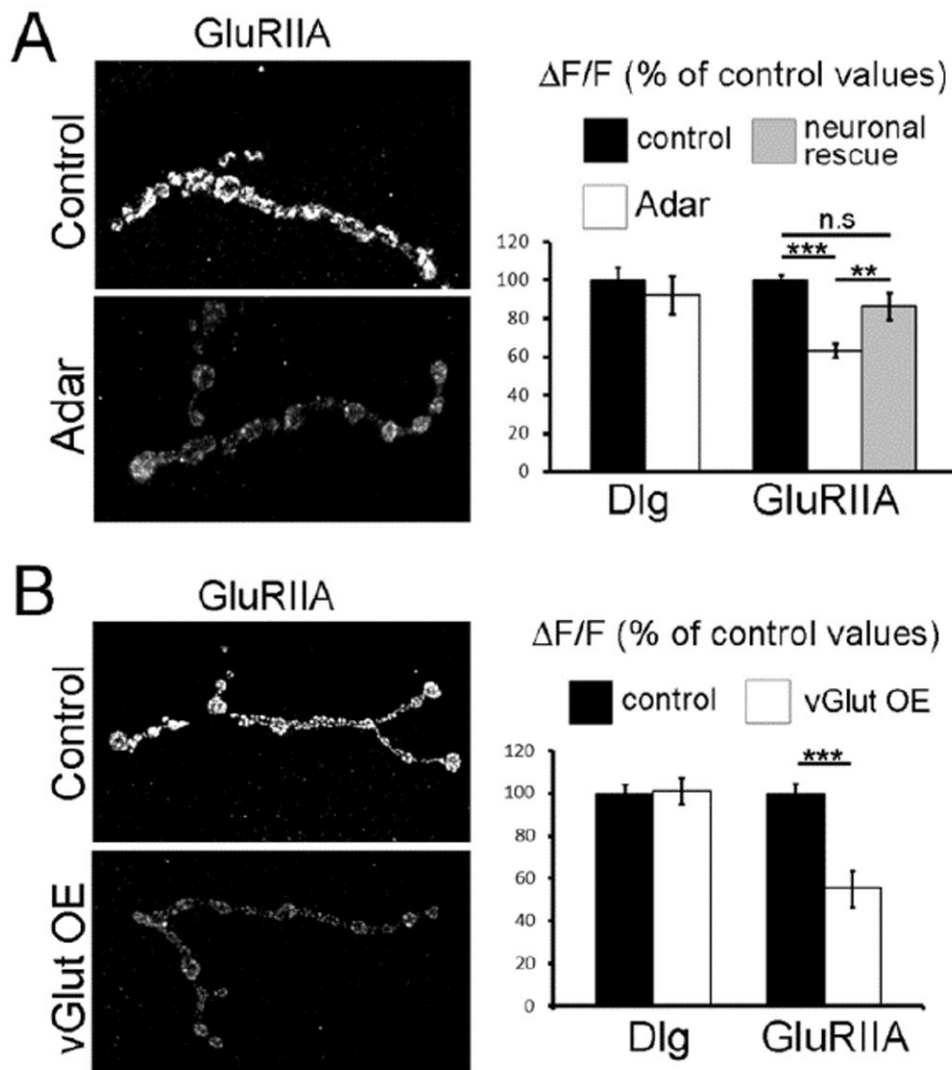 A
GluRIIA
Control
Adar
ΔF/F (% of control values)
control
neuronal
rescue
Adar
n.s
***
**
120
100
80
60
40
20
0
Dlg
GluRIIA
B
GluRIIA
Control
vGlut OE
ΔF/F (% of control values)
control
vGlut OE
***
120
100
80
60
40
20
0
Dlg
GluRIIA